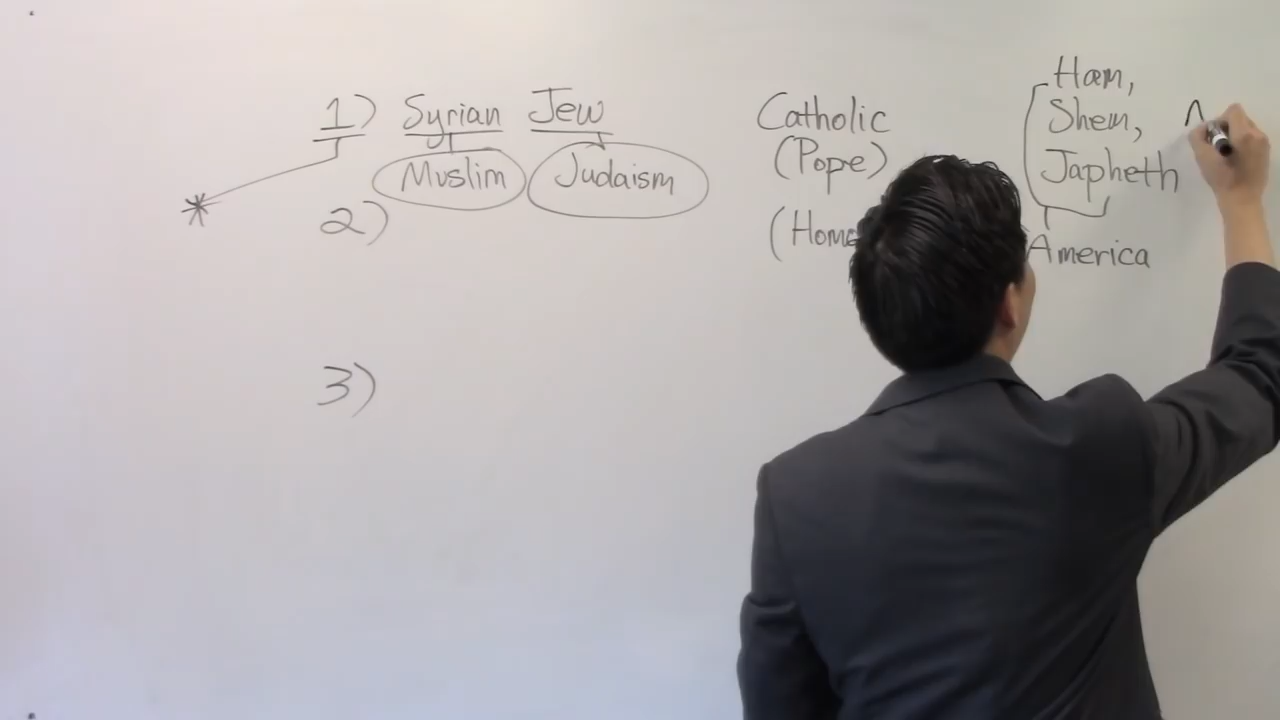 1) Syrian Jew
Muslim Judaism
2)
3)
Catholic
(Pope)
Ham,
Shem,
Japheth
America